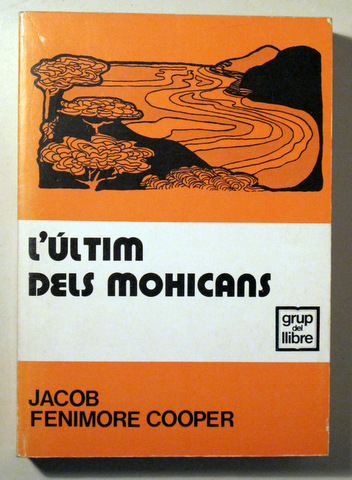 L'ÚLTIM
DELS MOHICANS
grup
del
llibre
JACOB
FENIMORE COOPER